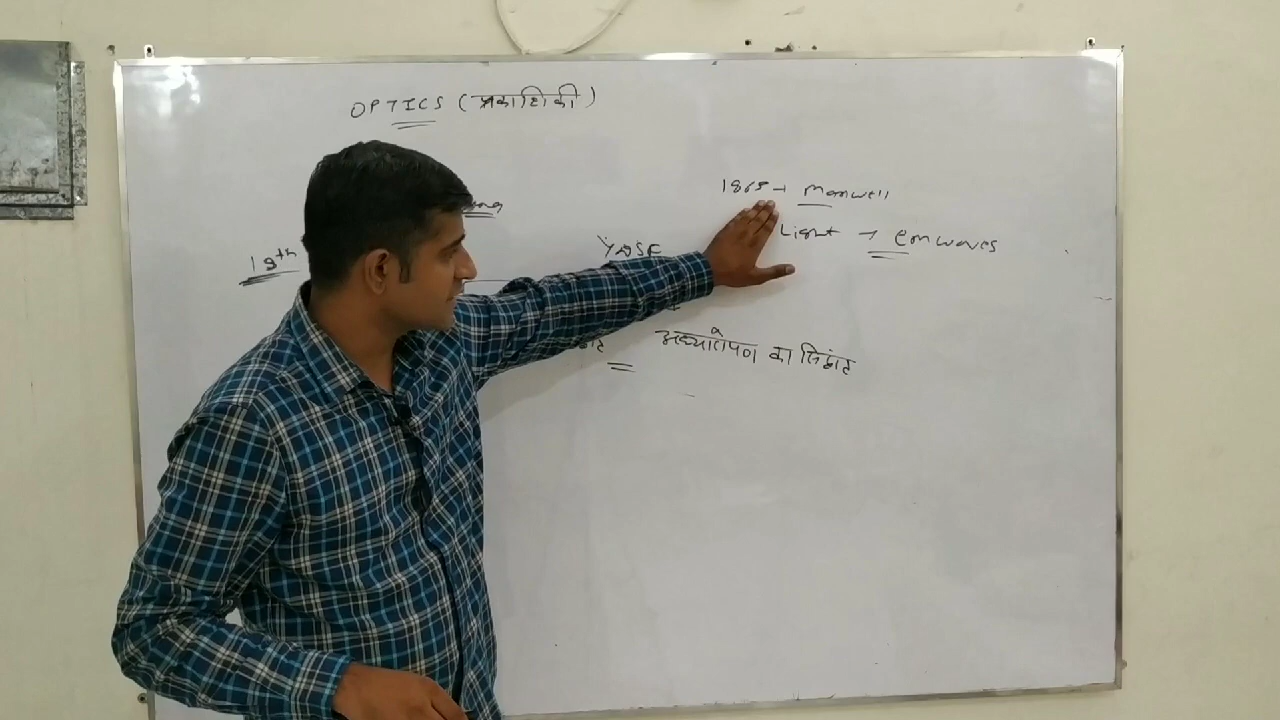 OPTICS (प्रकाशिकी)
1865 → Maxwell
Light → em waves
19th
YDSE
अध्यारोपण का सिद्धांत